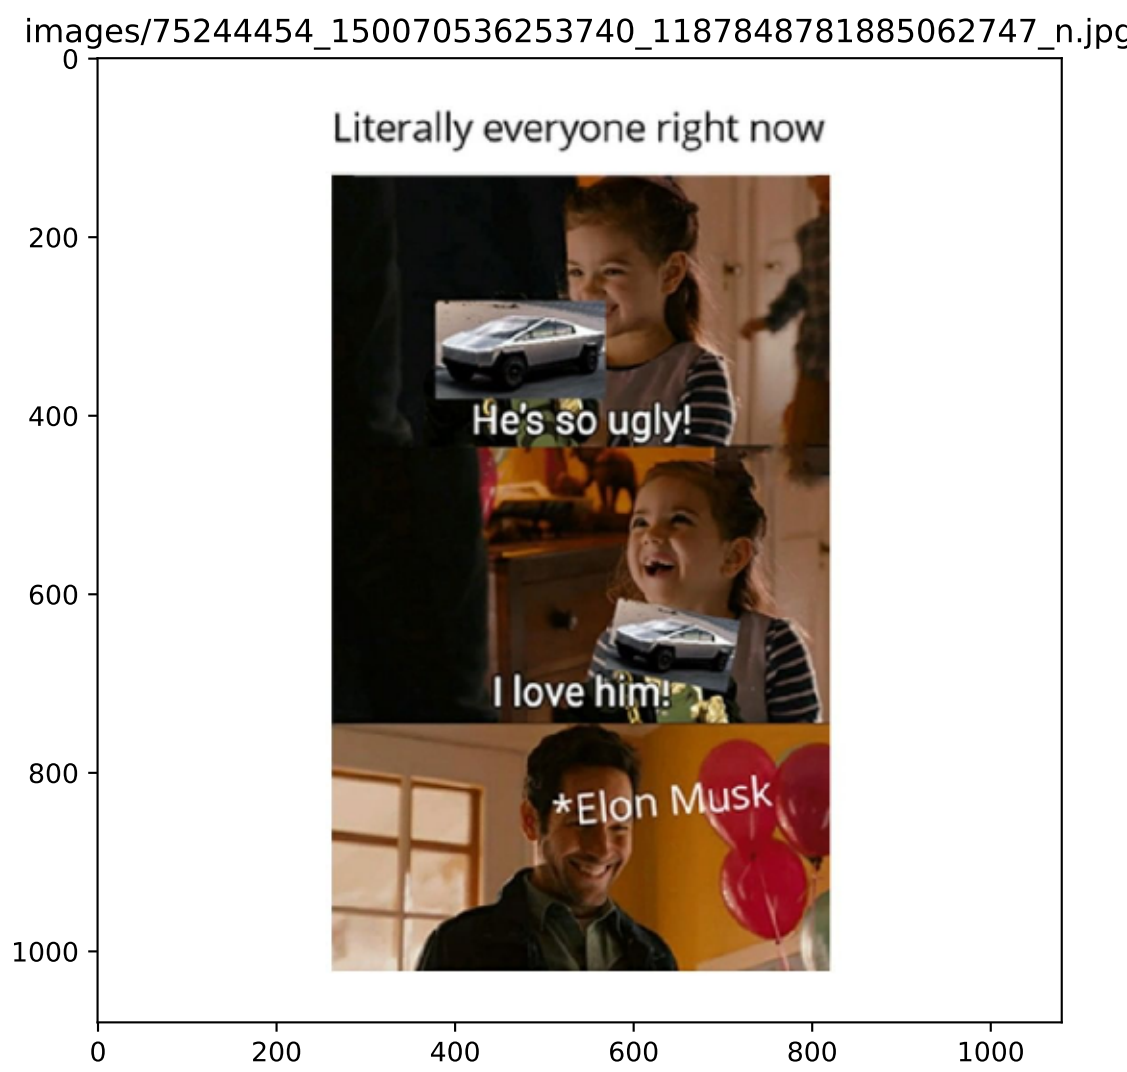 images/75244454_150070536253740_1187848781885062747_n.jpg
Literally everyone right now
He's so ugly!
I love him!
*Elon Musk
0
200
400
600
800
1000
0
200
400
600
800
1000